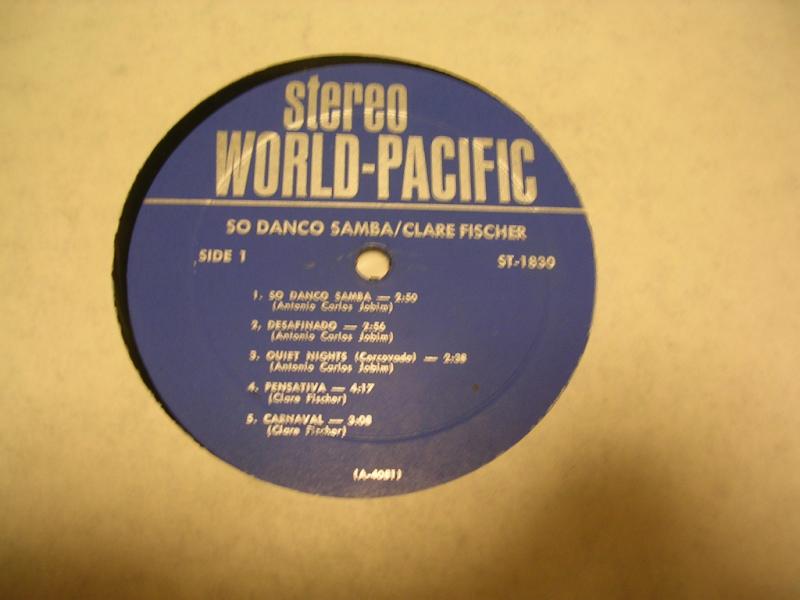 stereo
WORLD-PACIFIC
SO DANCO SAMBA/CLARE FISCHER
SIDE 1
ST-1830
1. SO DANCO SAMBA — 2:50
(Antonio Carlos Jobim)
2. DESAFINADO — 2:56
(Antonio Carlos Jobim)
3. QUIET NIGHTS (Corcovado) — 2:38
(Antonio Carlos Jobim)
4. PENSATIVA — 4:17
(Clare Fischer)
5. CARNAVAL — 3:08
(Clare Fischer)
(A-4081)